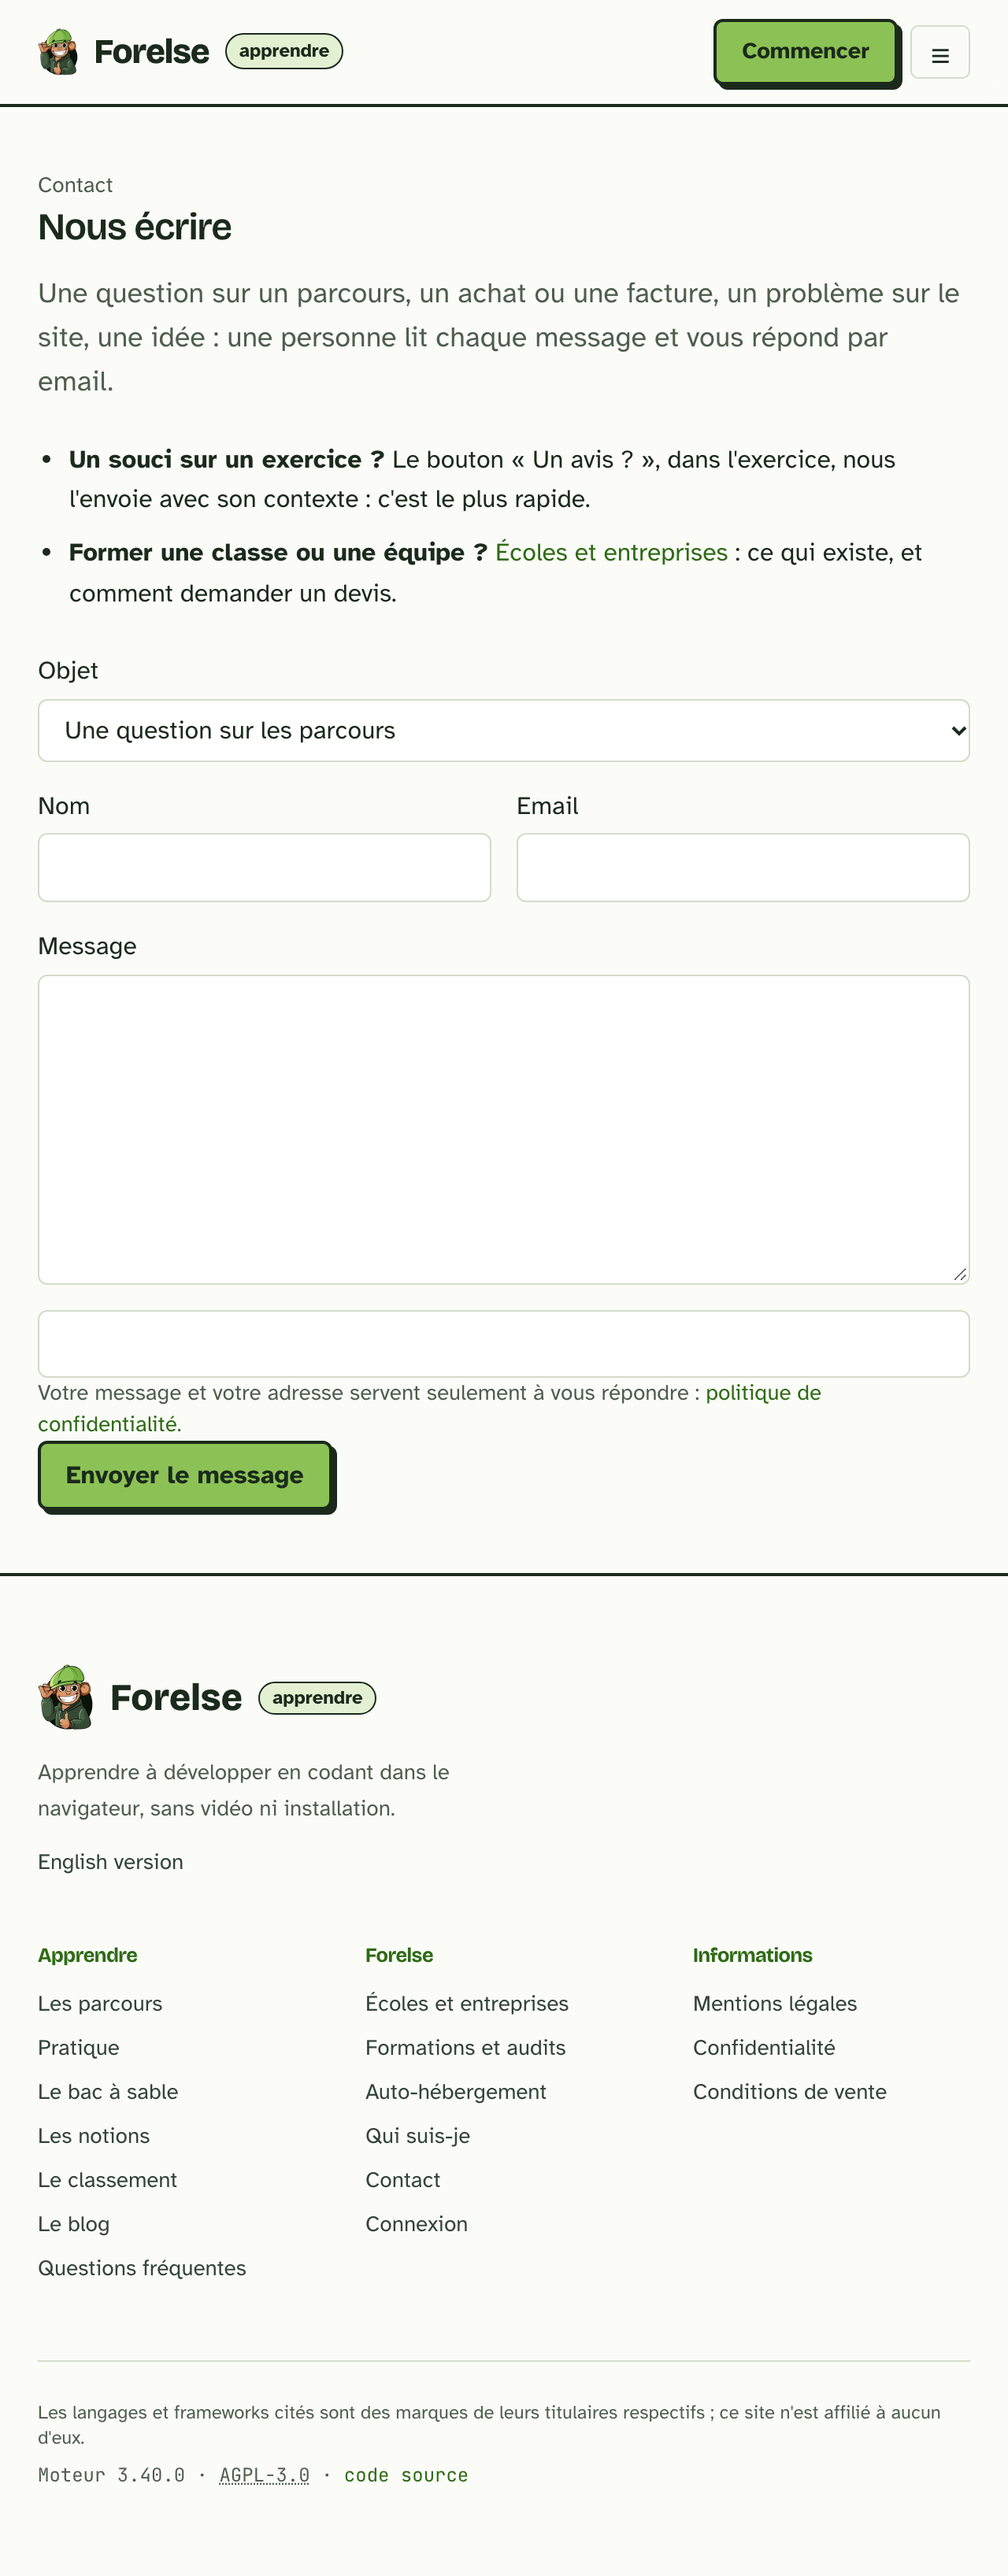 Forelse apprendre Commencer
Contact
Nous écrire
Une question sur un parcours, un achat ou une facture, un problème sur le
site, une idée : une personne lit chaque message et vous répond par
email.
• Un souci sur un exercice ? Le bouton « Un avis ? », dans l'exercice, nous
l'envoie avec son contexte : c'est le plus rapide.
• Former une classe ou une équipe ? Écoles et entreprises : ce qui existe, et
comment demander un devis.
Objet
Une question sur les parcours
Nom Email
Message
Votre message et votre adresse servent seulement à vous répondre : politique de
confidentialité.
Envoyer le message
Forelse apprendre
Apprendre à développer en codant dans le
navigateur, sans vidéo ni installation.
English version
Apprendre
Les parcours
Pratique
Le bac à sable
Les notions
Le classement
Le blog
Questions fréquentes
Forelse
Écoles et entreprises
Formations et audits
Auto-hébergement
Qui suis-je
Contact
Connexion
Informations
Mentions légales
Confidentialité
Conditions de vente
Les langages et frameworks cités sont des marques de leurs titulaires respectifs ; ce site n'est affilié à aucun
d'eux.
Moteur 3.40.0 · AGPL-3.0 · code source